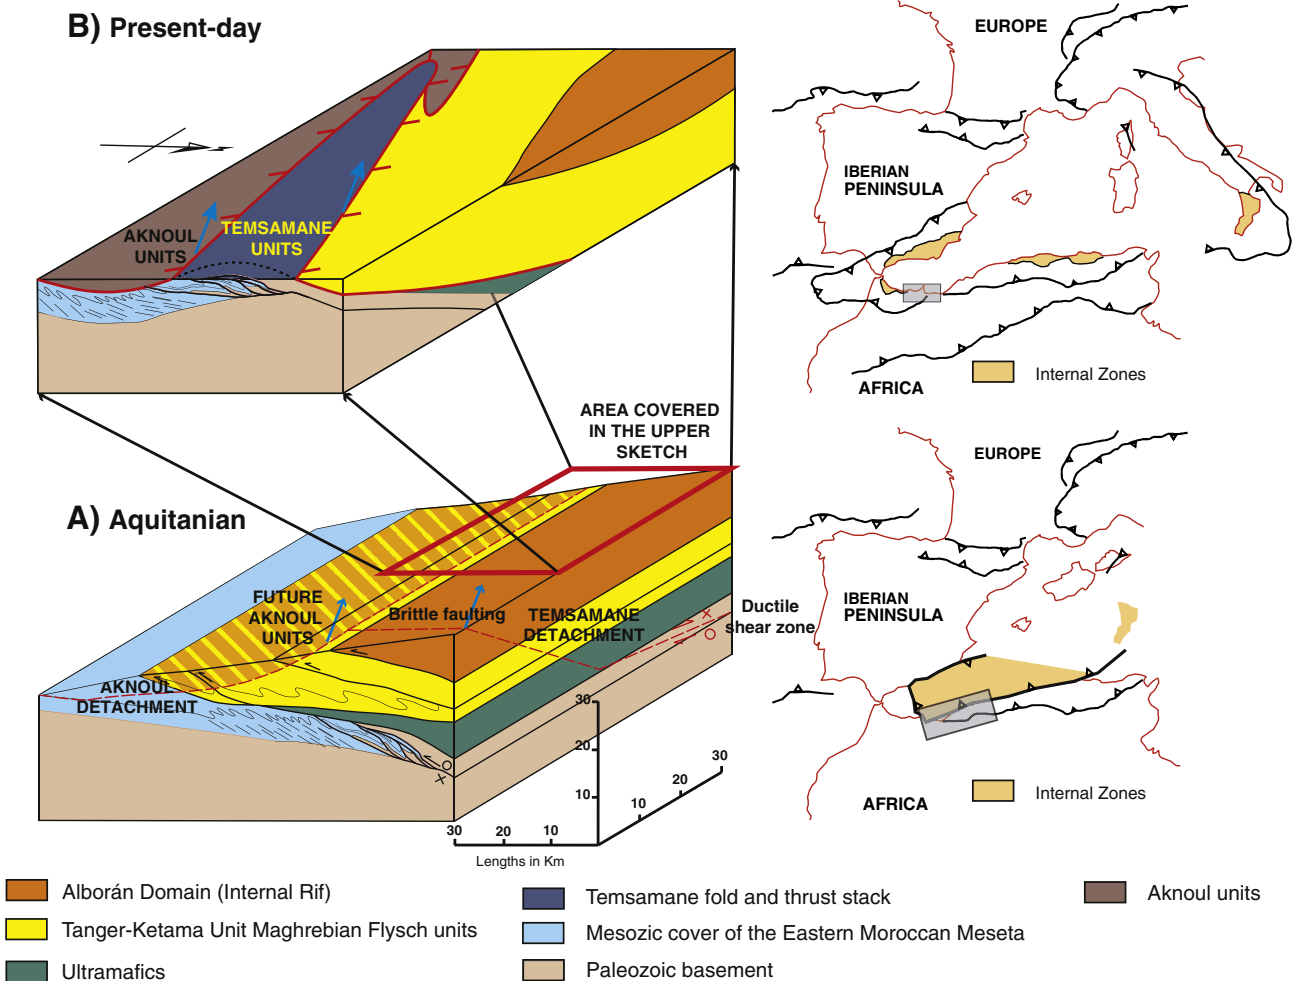 B) Present-day
AKNOUL
UNITS
TEMSAMANE
UNITS
EUROPE
IBERIAN
PENINSULA
AFRICA
Internal Zones
AREA COVERED
IN THE UPPER
SKETCH
A) Aquitanian
FUTURE
AKNOUL
UNITS
Brittle faulting
TEMSAMANE
DETACHMENT
Ductile
shear zone
AKNOUL
DETACHMENT
30
20
10
30
20
10
30
20
10
Lengths in Km
EUROPE
IBERIAN
PENINSULA
AFRICA
Internal Zones
Alborán Domain (Internal Rif)
Tanger-Ketama Unit Maghrebian Flysch units
Ultramafics
Temsamane fold and thrust stack
Mesozic cover of the Eastern Moroccan Meseta
Paleozoic basement
Aknoul units